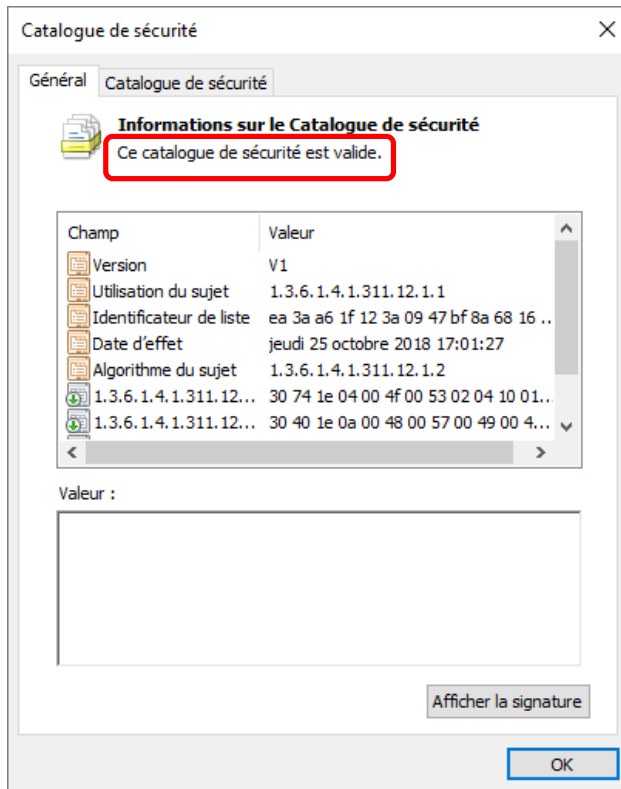 Catalogue de sécurité
Général Catalogue de sécurité
Informations sur le Catalogue de sécurité
Ce catalogue de sécurité est valide.
Champ Valeur
Version V1
Utilisation du sujet 1.3.6.1.4.1.311.12.1.1
Identificateur de liste ea 3a a6 1f 12 3a 09 47 bf 8a 68 16 ...
Date d'effet jeudi 25 octobre 2018 17:01:27
Algorithme du sujet 1.3.6.1.4.1.311.12.1.2
1.3.6.1.4.1.311.12... 30 74 1e 04 00 4f 00 53 02 04 10 01...
1.3.6.1.4.1.311.12... 30 40 1e 0a 00 48 00 57 00 49 00 4...
Valeur :
Afficher la signature
OK